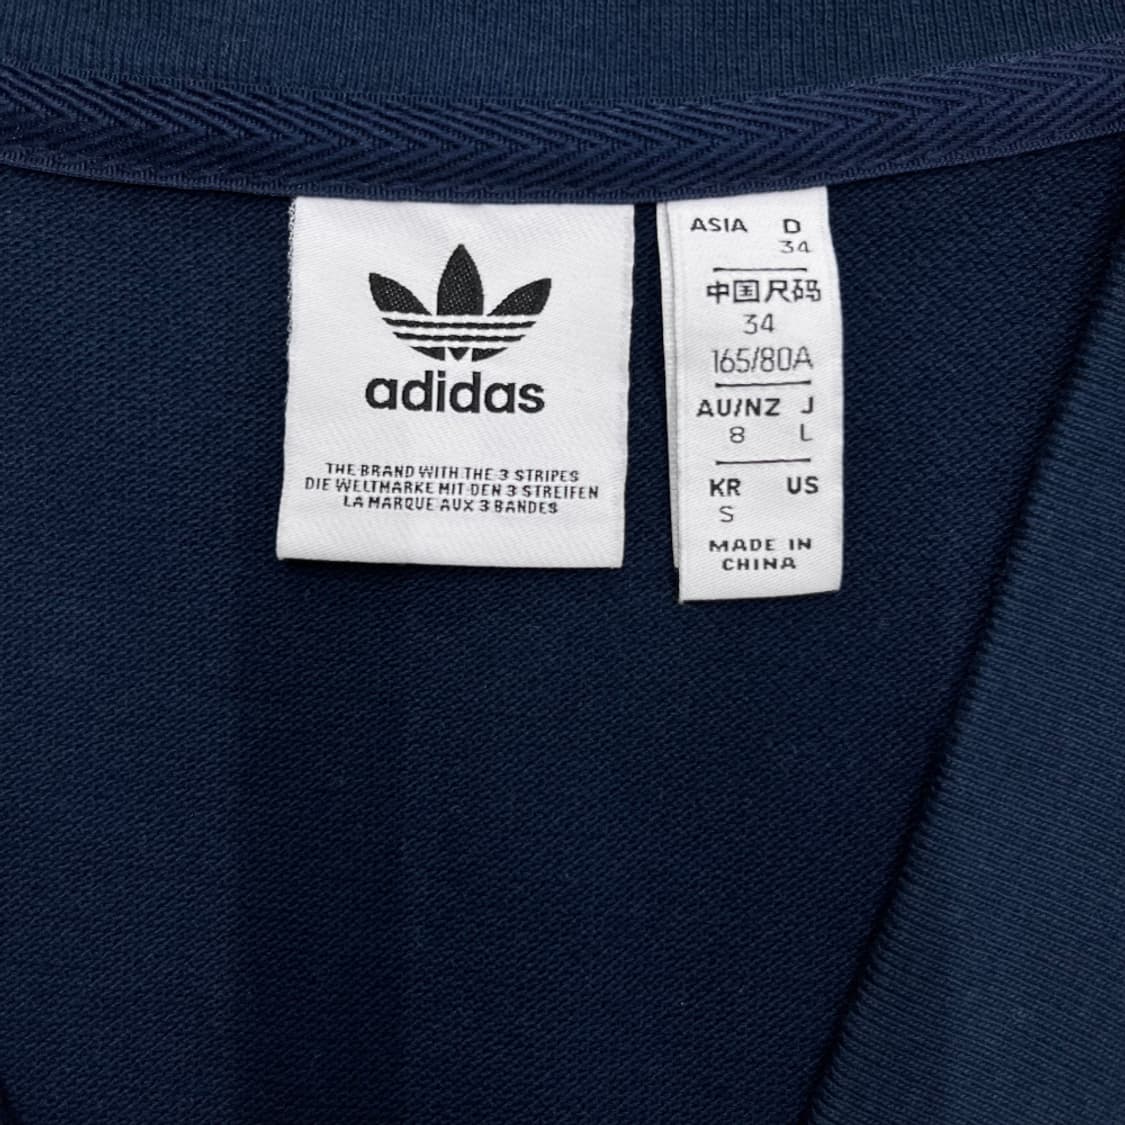 adidas
THE BRAND WITH THE 3 STRIPES
DIE WELTMARKE MIT DEN 3 STREIFEN
LA MARQUE AUX 3 BANDES
ASIA D
34
中国尺码
34
165/80A
AU/NZ J
8 L
KR US
S
MADE IN
CHINA